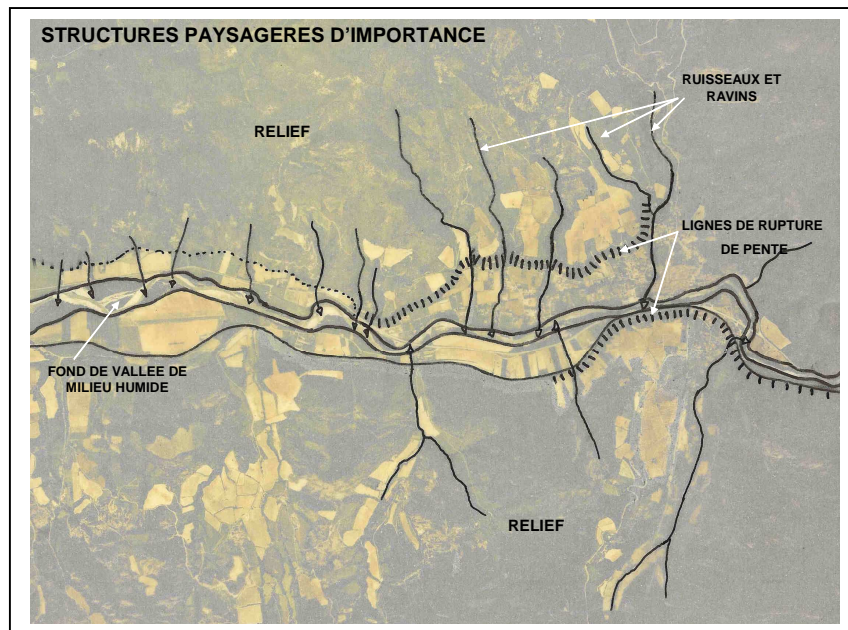 STRUCTURES PAYSAGERES D'IMPORTANCE
RUISSEAUX ET
RAVINS
RELIEF
LIGNES DE RUPTURE
DE PENTE
FOND DE VALLEE DE
MILIEU HUMIDE
RELIEF